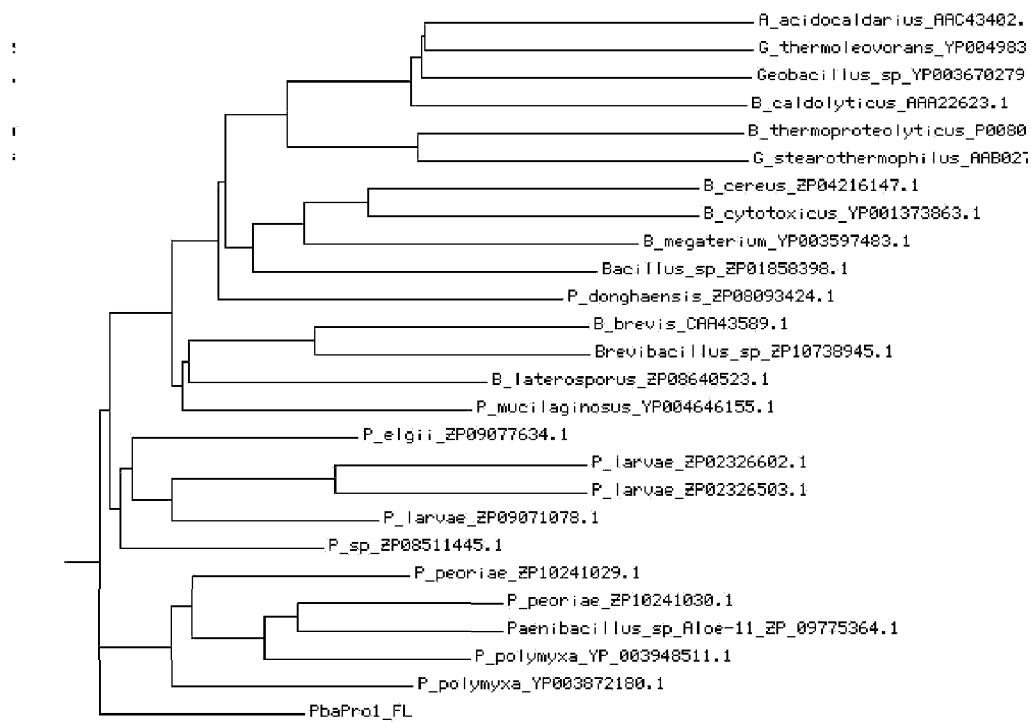 A_acidocaldarius_AAC43402.
G_thermoleovorans_YP004983
Geobacillus_sp_YP003670279
B_caldolyticus_AAA22623.1
B_thermoproteolyticus_P0080
G_stearothermophilus_AAB027
B_cereus_ZP04216147.1
B_cytotoxicus_YP001373863.1
B_megaterium_YP003597483.1
Bacillus_sp_ZP01858398.1
P_donghaensis_ZP08093424.1
B_brevis_CAA43589.1
Brevibacillus_sp_ZP10738945.1
B_laterosporus_ZP08640523.1
P_mucilaginosus_YP004646155.1
P_elgii_ZP09077634.1
P_larvae_ZP02326602.1
P_larvae_ZP02326503.1
P_larvae_ZP09071078.1
P_sp_ZP08511445.1
P_peoriae_ZP10241029.1
P_peoriae_ZP10241030.1
Paenibacillus_sp_Aloe-11_ZP_09775364.1
P_polymyxa_YP_003948511.1
P_polymyxa_YP003872180.1
PbaPro1_FL